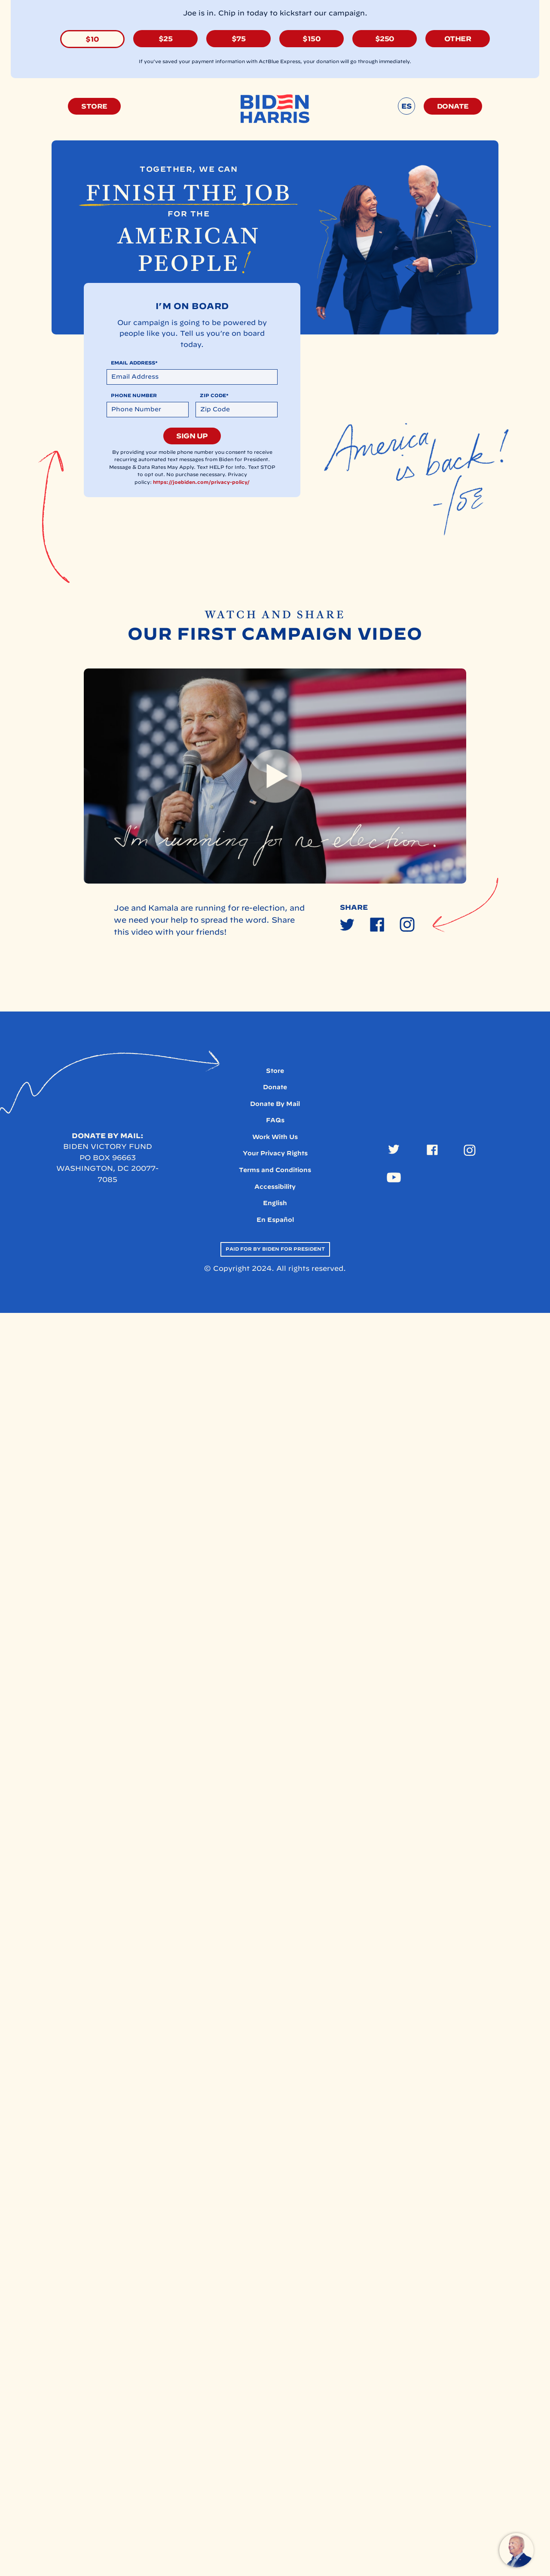 Joe is in. Chip in today to kickstart our campaign.
$10
$25
$75
$150
$250
OTHER
If you've saved your payment information with ActBlue Express, your donation will go through immediately.
STORE
BIDEN
HARRIS
ES
DONATE
TOGETHER, WE CAN
FINISH THE JOB
FOR THE
AMERICAN
PEOPLE!
I'M ON BOARD
Our campaign is going to be powered by
people like you. Tell us you're on board
today.
EMAIL ADDRESS*
Email Address
PHONE NUMBER
ZIP CODE*
Phone Number
Zip Code
SIGN UP
By providing your mobile phone number you consent to receive
recurring automated text messages from Biden for President.
Message & Data Rates May Apply. Text HELP for Info. Text STOP
to opt out. No purchase necessary. Privacy
policy: https://joebiden.com/privacy-policy/
America
is back!
-JOE
WATCH AND SHARE
OUR FIRST CAMPAIGN VIDEO
I'm running for re-election.
Joe and Kamala are running for re-election, and
we need your help to spread the word. Share
this video with your friends!
SHARE
Store
Donate
Donate By Mail
FAQs
Work With Us
Your Privacy Rights
Terms and Conditions
Accessibility
English
En Español
DONATE BY MAIL:
BIDEN VICTORY FUND
PO BOX 96663
WASHINGTON, DC 20077-
7085
PAID FOR BY BIDEN FOR PRESIDENT
© Copyright 2024. All rights reserved.